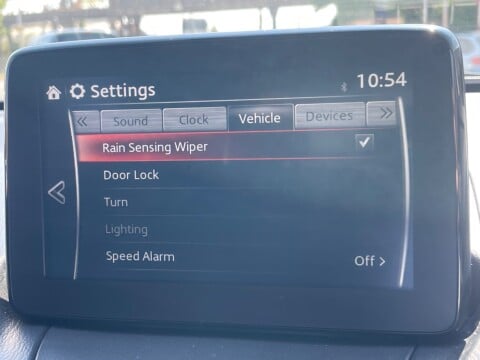 Settings
10:54
Sound
Clock
Vehicle
Devices
Rain Sensing Wiper
Door Lock
Turn
Lighting
Speed Alarm
Off >